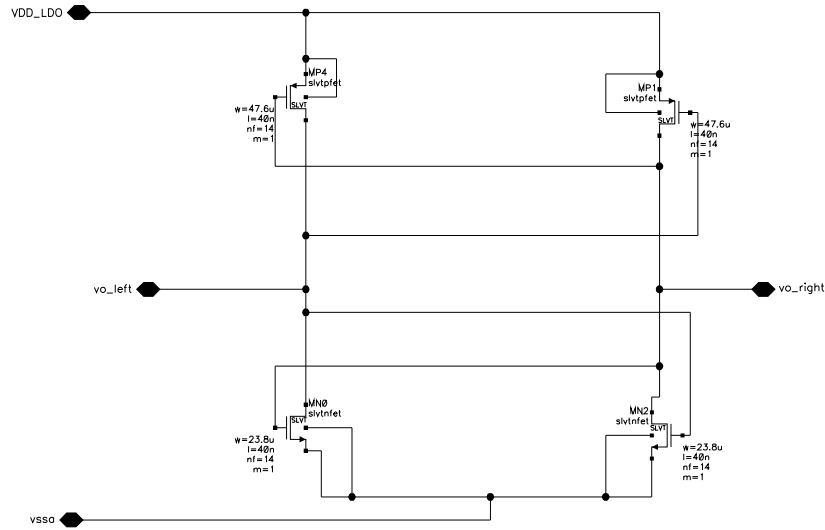 VDD_LDO
MP4
slvtpfet
SLVT
w=47.6u
l=40n
nf=14
m=1
MP1
slvtpfet
SLVT
w=47.6u
l=40n
nf=14
m=1
vo_left
vo_right
MN0
slvtnfet
SLVT
w=23.8u
l=40n
nf=14
m=1
MN2
slvtnfet
SLVT
w=23.8u
l=40n
nf=14
m=1
vssa